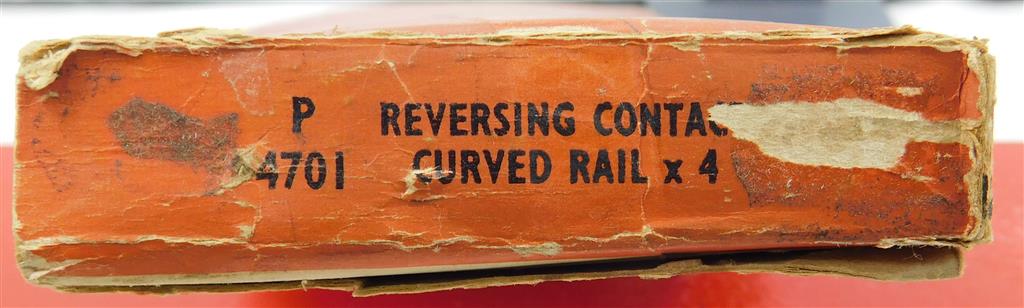 P REVERSING CONTAC
4701 CURVED RAIL x 4